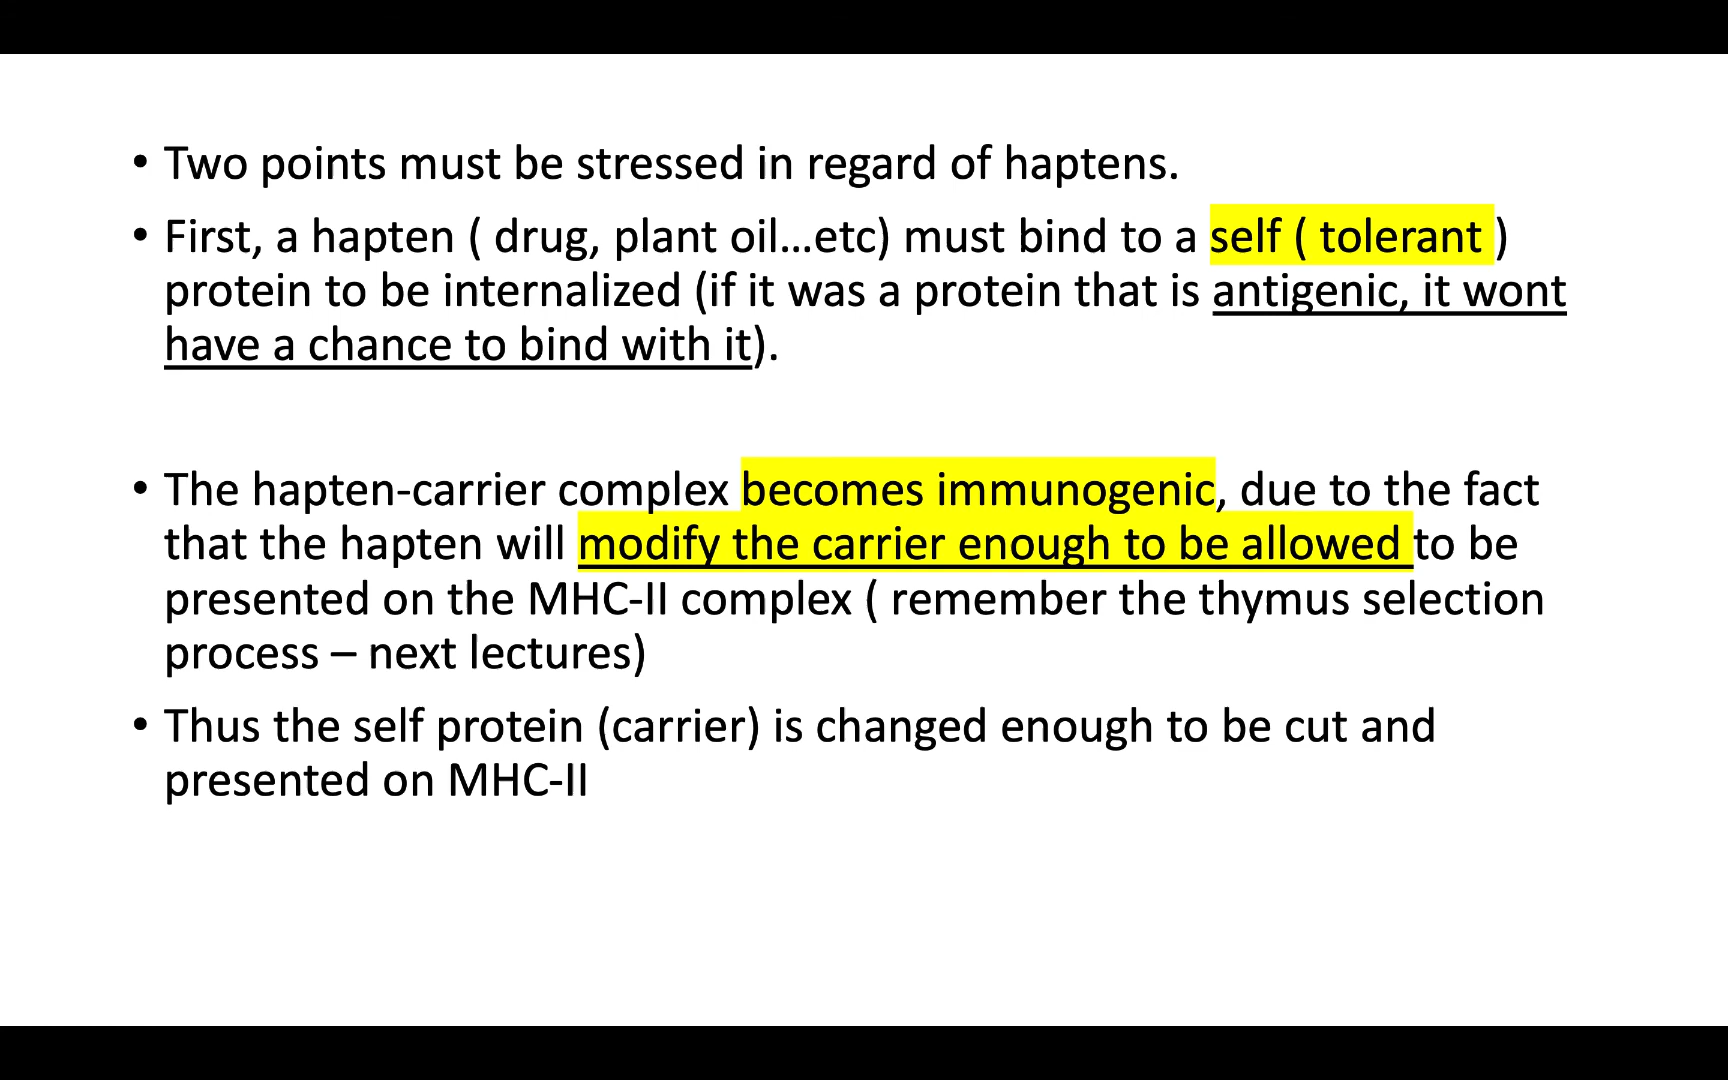 • Two points must be stressed in regard of haptens.
• First, a hapten ( drug, plant oil...etc) must bind to a self ( tolerant )
protein to be internalized (if it was a protein that is antigenic, it wont
have a chance to bind with it).
• The hapten-carrier complex becomes immunogenic, due to the fact
that the hapten will modify the carrier enough to be allowed to be
presented on the MHC-II complex ( remember the thymus selection
process – next lectures)
• Thus the self protein (carrier) is changed enough to be cut and
presented on MHC-II